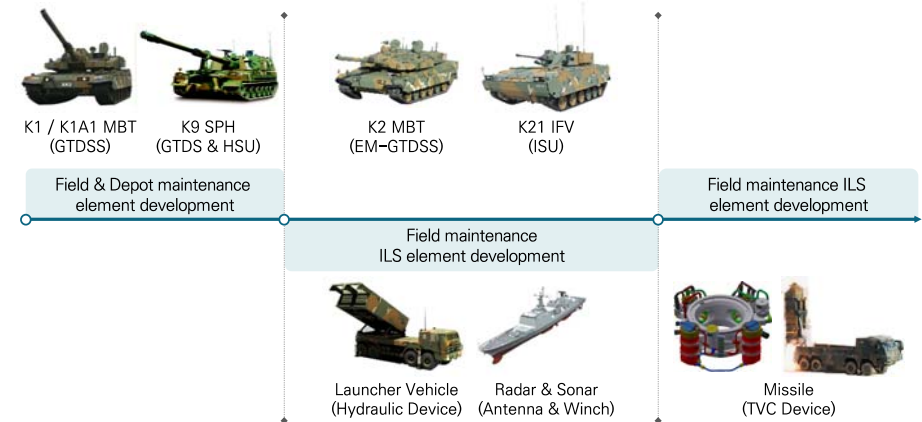 K1 / K1A1 MBT
(GTDSS)
K9 SPH
(GTDS & HSU)
K2 MBT
(EM-GTDSS)
K21 IFV
(ISU)
Field & Depot maintenance
element development
Field maintenance ILS
element development
Field maintenance
ILS element development
Launcher Vehicle
(Hydraulic Device)
Radar & Sonar
(Antenna & Winch)
Missile
(TVC Device)